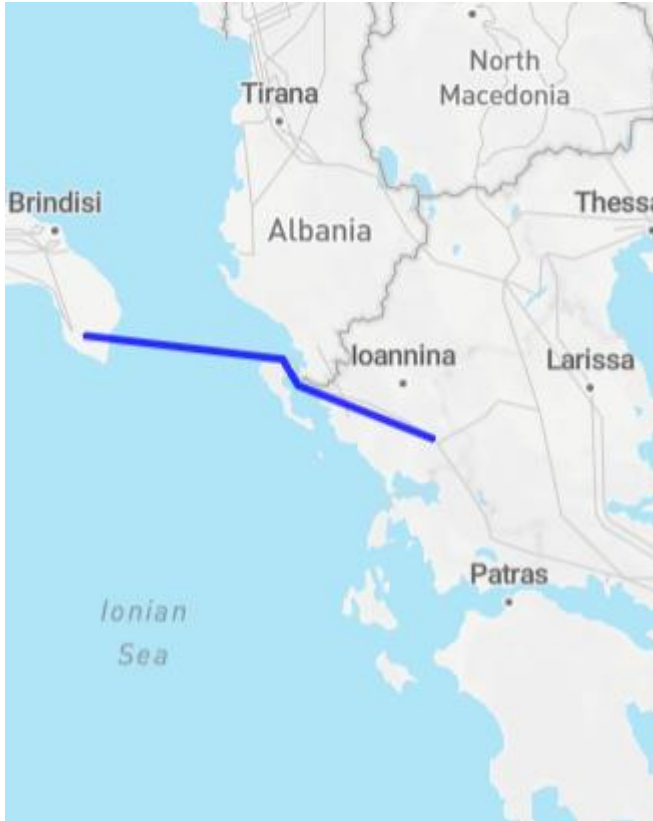 North
Macedonia
Tirana
Brindisi
Thessa
Albania
Ioannina
Larissa
Patras
Ionian
Sea